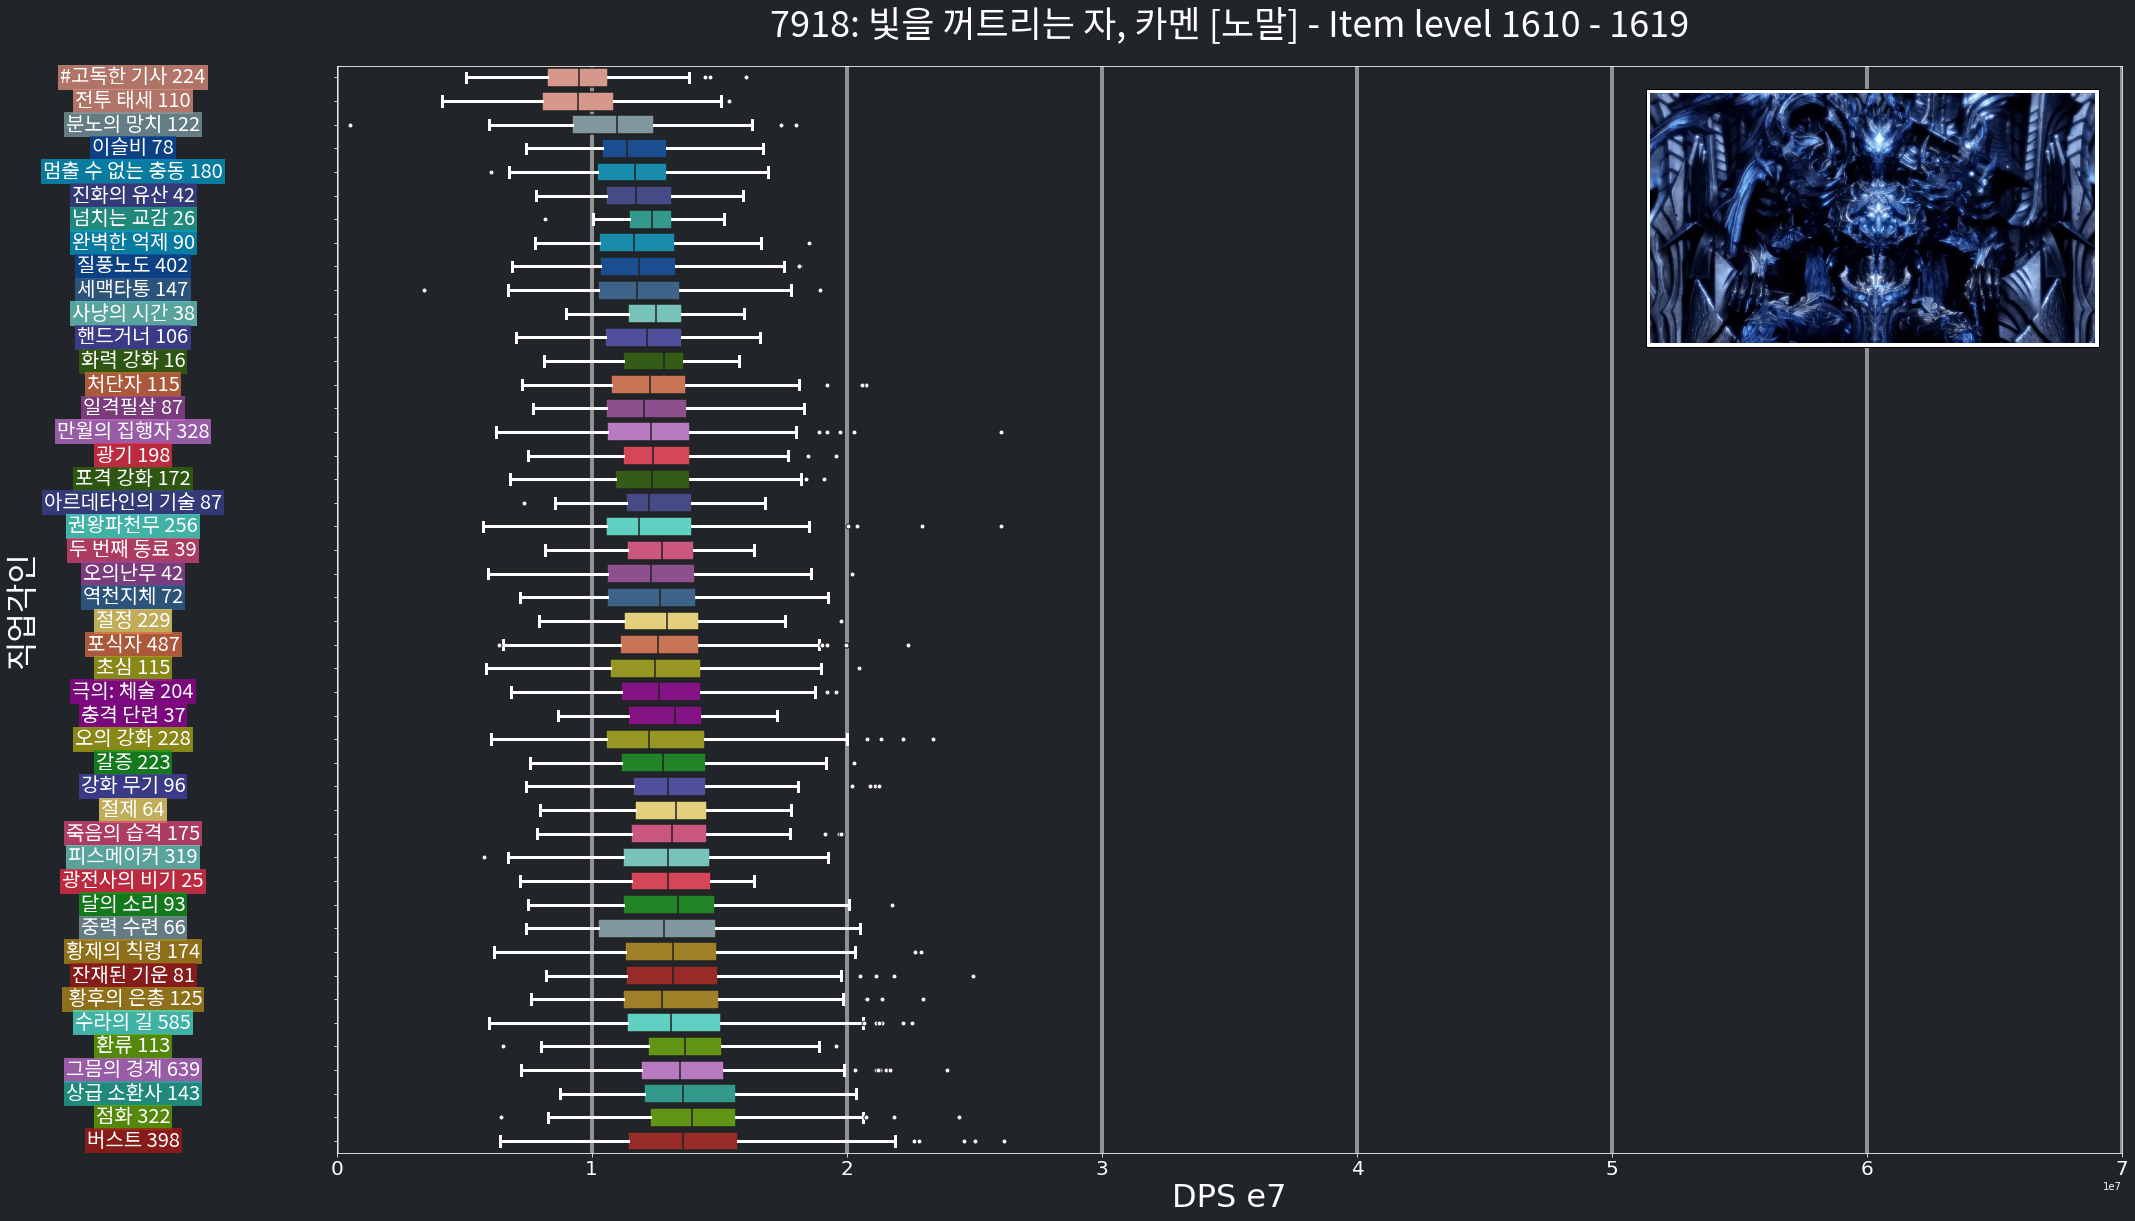 7918: 빛을 꺼트리는 자, 카멘 [노말] - Item level 1610 - 1619
#고독한 기사 224
전투 태세 110
분노의 망치 122
이슬비 78
멈출 수 없는 충동 180
진화의 유산 42
넘치는 교감 26
완벽한 억제 90
질풍노도 402
세맥타통 147
사냥의 시간 38
핸드거너 106
화력 강화 16
처단자 115
일격필살 87
만월의 집행자 328
광기 198
포격 강화 172
아르데타인의 기술 87
권왕파천무 256
두 번째 동료 39
오의난무 42
역천지체 72
절정 229
포식자 487
초심 115
극의: 체술 204
충격 단련 37
오의 강화 228
갈증 223
강화 무기 96
절제 64
죽음의 습격 175
피스메이커 319
광전사의 비기 25
달의 소리 93
중력 수련 66
황제의 칙령 174
잔재된 기운 81
황후의 은총 125
수라의 길 585
환류 113
그믐의 경계 639
상급 소환사 143
점화 322
버스트 398
직업각인
0 1 2 3 4 5 6 7
1e7
DPS e7